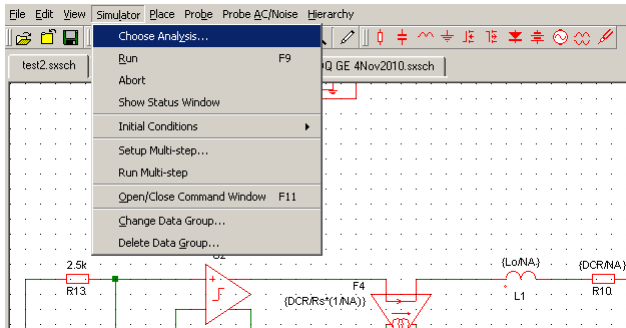 File Edit View Simulator Place Probe Probe AC/Noise Hierarchy
Choose Analysis...
test2.sxsch
Run F9
Q GE 4Nov2010.sxsch
Abort
Show Status Window
Initial Conditions
Setup Multi-step...
Run Multi-step
Open/Close Command Window F11
Change Data Group...
Delete Data Group...
2.5k
{Lo/NA}
{DCR/NA}
R13
F4
{DCR/Rs*(1/NA)}
L1
R10